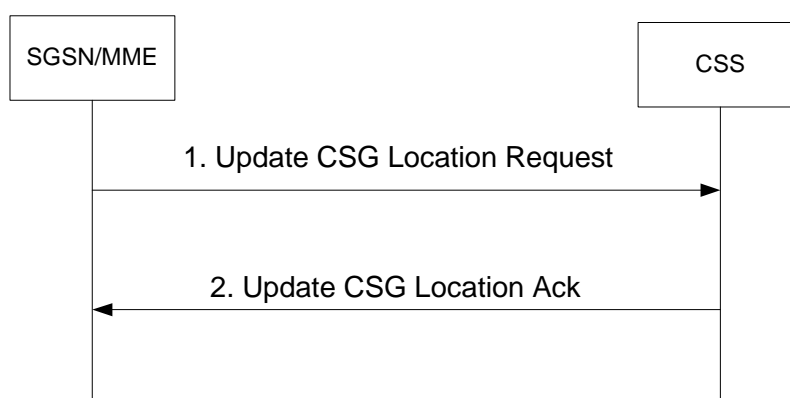 SGSN/MME
CSS
1. Update CSG Location Request
2. Update CSG Location Ack